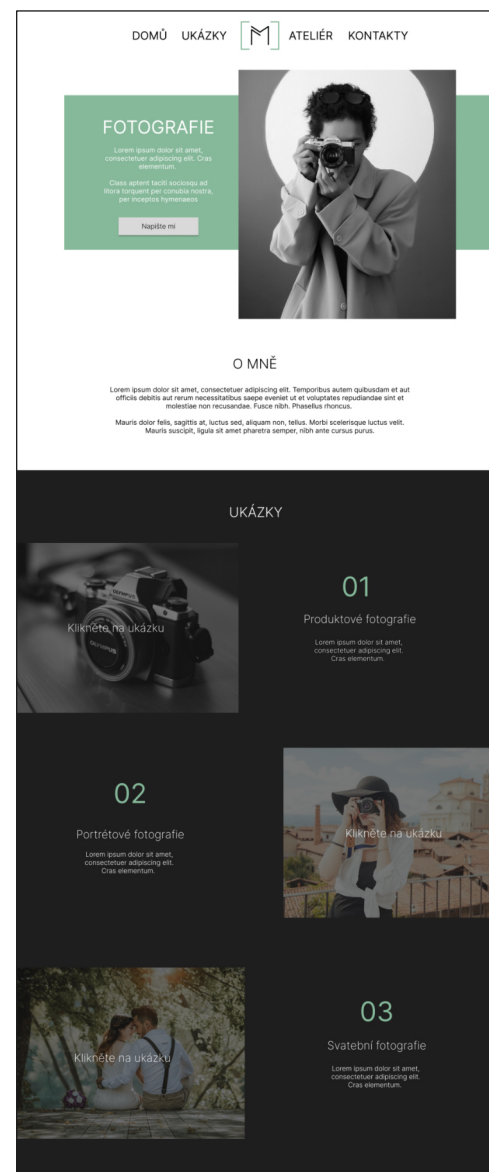 DOMŮ UKÁZKY M ATELIÉR KONTAKTY
FOTOGRAFIE
Lorem ipsum dolor sit amet,
consectetuer adipiscing elit. Cras
elementum.
Class aptent taciti sociosqu ad
litora torquent per conubia nostra,
per inceptos hymenaeos
Napište mi
O MNĚ
Lorem ipsum dolor sit amet, consectetuer adipiscing elit. Temporibus autem quibusdam et aut
officiis debitis aut rerum necessitatibus saepe eveniet ut et voluptates repudiandae sint et
molestiae non recusandae. Fusce nibh. Phasellus rhoncus.
Mauris dolor felis, sagittis at, luctus sed, aliquam non, tellus. Morbi scelerisque luctus velit.
Mauris suscipit, ligula sit amet pharetra semper, nibh ante cursus purus.
UKÁZKY
OLYMPUS
Klikněte na ukázku
OLYMPUS
01
Produktové fotografie
Lorem ipsum dolor sit amet,
consectetuer adipiscing elit.
Cras elementum.
02
Portrétové fotografie
Lorem ipsum dolor sit amet,
consectetuer adipiscing elit.
Cras elementum.
Klikněte na ukázku
Klikněte na ukázku
03
Svatební fotografie
Lorem ipsum dolor sit amet,
consectetuer adipiscing elit.
Cras elementum.